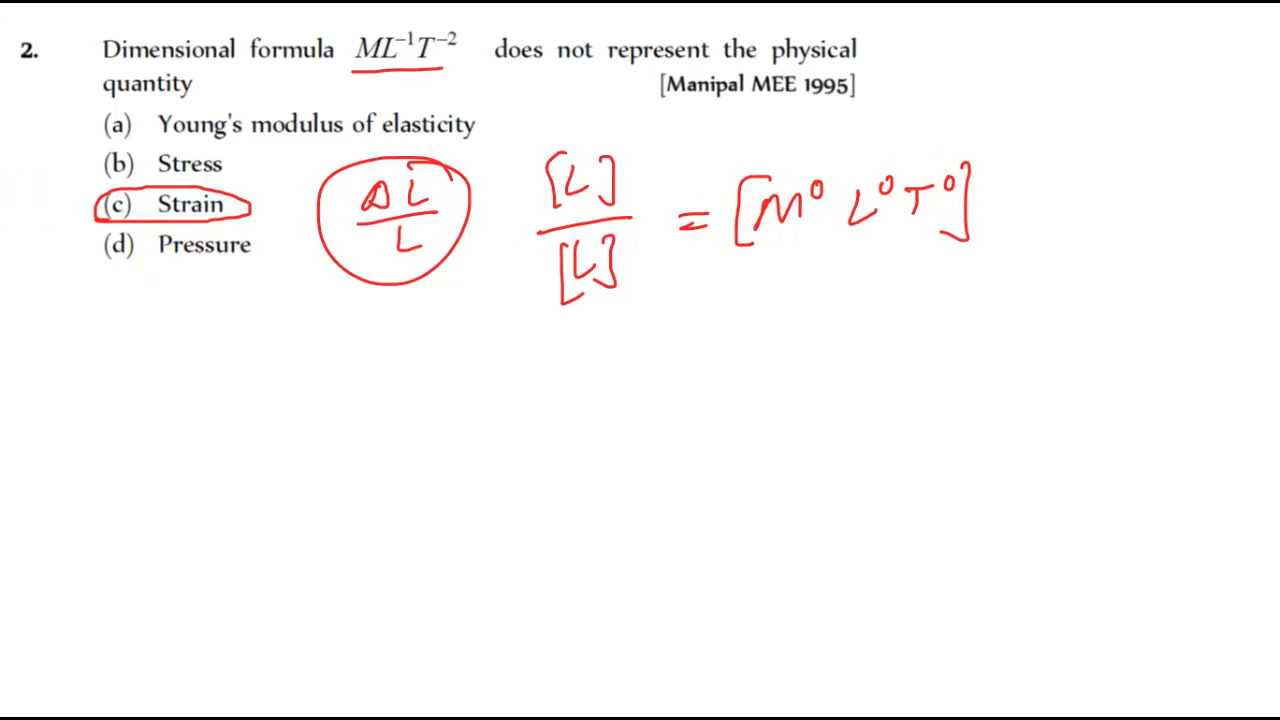 2. Dimensional formula ML⁻¹T⁻² does not represent the physical
quantity [Manipal MEE 1995]
(a) Young's modulus of elasticity
(b) Stress
(c) Strain
(d) Pressure
ΔL/L [L]/[L] = [M⁰ L⁰ T⁰]